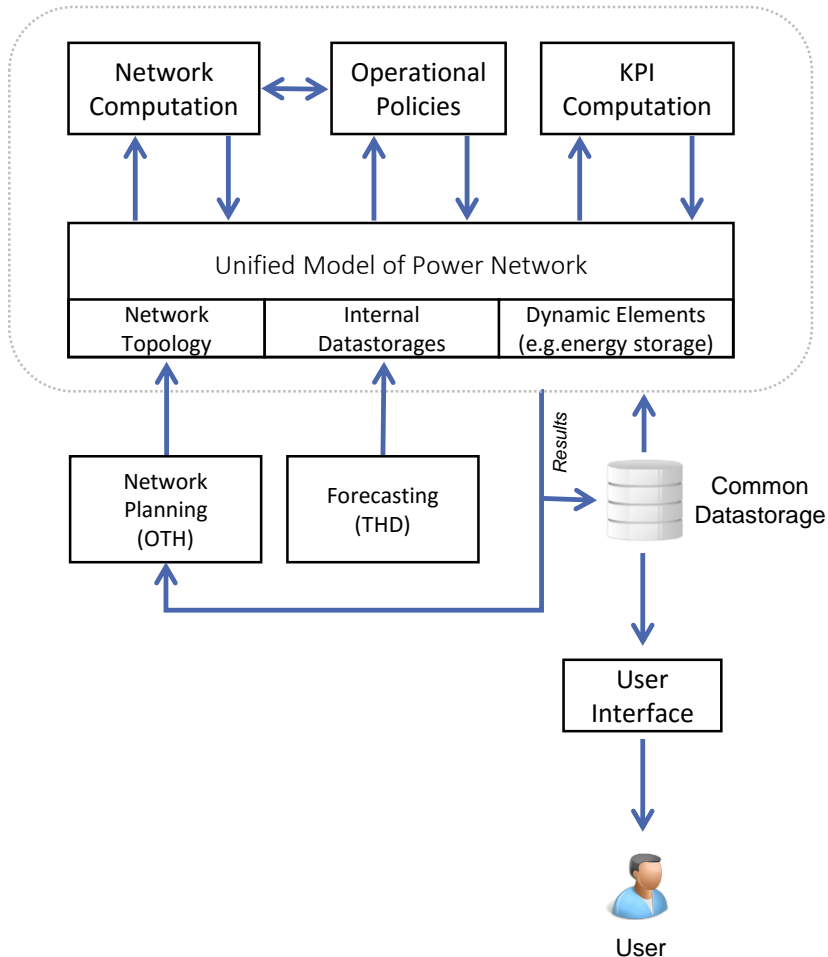 Network
Computation
Operational
Policies
KPI
Computation
Unified Model of Power Network
Network
Topology
Internal
Datastorages
Dynamic Elements
(e.g.energy storage)
Results
Network
Planning
(OTH)
Forecasting
(THD)
Common
Datastorage
User
Interface
User